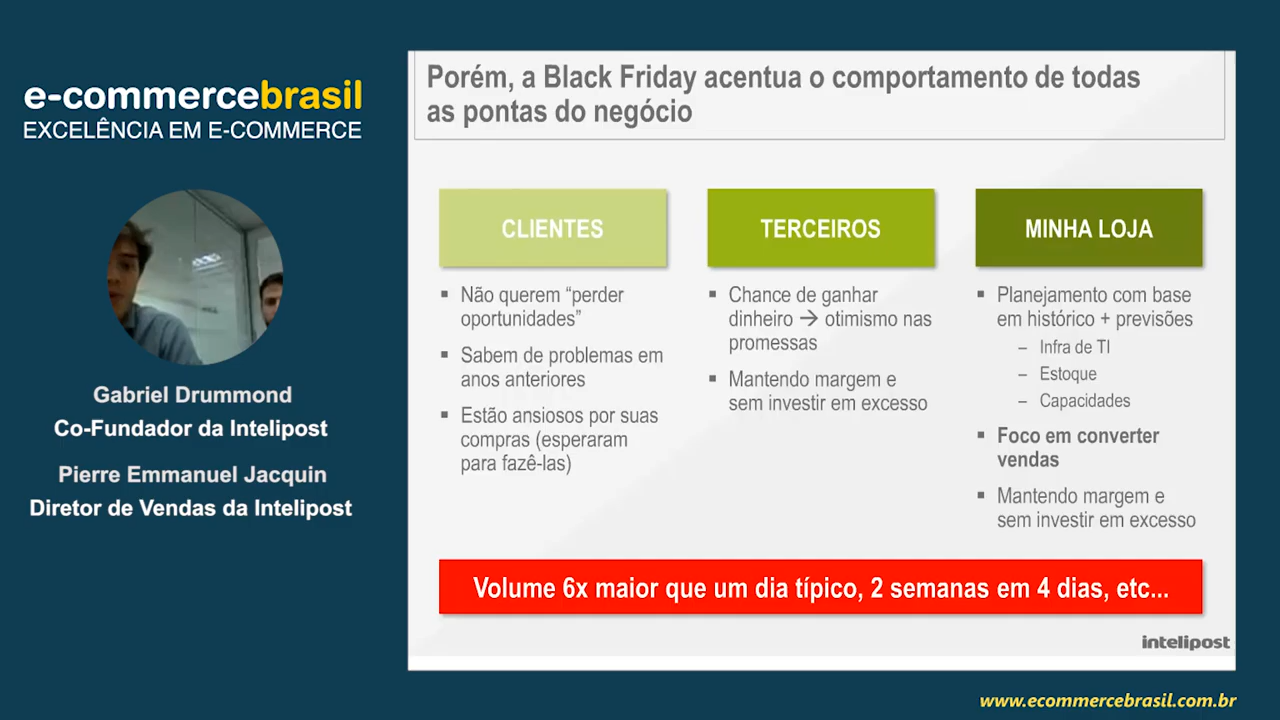 e-commercebrasil
EXCELÊNCIA EM E-COMMERCE
Gabriel Drummond
Co-Fundador da Intelipost
Pierre Emmanuel Jacquin
Diretor de Vendas da Intelipost
Porém, a Black Friday acentua o comportamento de todas
as pontas do negócio
CLIENTES
▪ Não querem “perder
oportunidades”
▪ Sabem de problemas em
anos anteriores
▪ Estão ansiosos por suas
compras (esperaram
para fazê-las)
TERCEIROS
▪ Chance de ganhar
dinheiro → otimismo nas
promessas
▪ Mantendo margem e
sem investir em excesso
MINHA LOJA
▪ Planejamento com base
em histórico + previsões
– Infra de TI
– Estoque
– Capacidades
▪ Foco em converter
vendas
▪ Mantendo margem e
sem investir em excesso
Volume 6x maior que um dia típico, 2 semanas em 4 dias, etc...
intelipost
www.ecommercebrasil.com.br